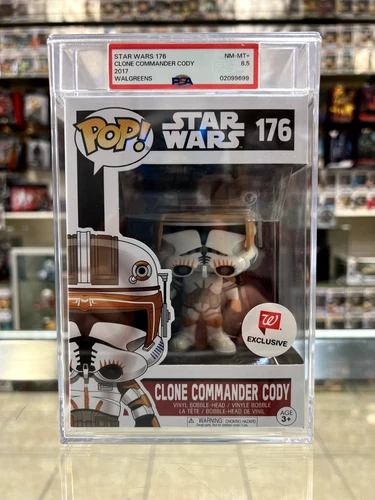 STAR WARS 176 NM-MT+
CLONE COMMANDER CODY 8.5
2017 PSA
WALGREENS 02099699
POP!
STAR WARS 176
W
EXCLUSIVE
CLONE COMMANDER CODY
VINYL BOBBLE-HEAD / VINYLE BOBBLE
LA TÊTE / BOBBLE-HEAD DE VINIL
AGE
3+
WARNING: CHOKING HAZARD